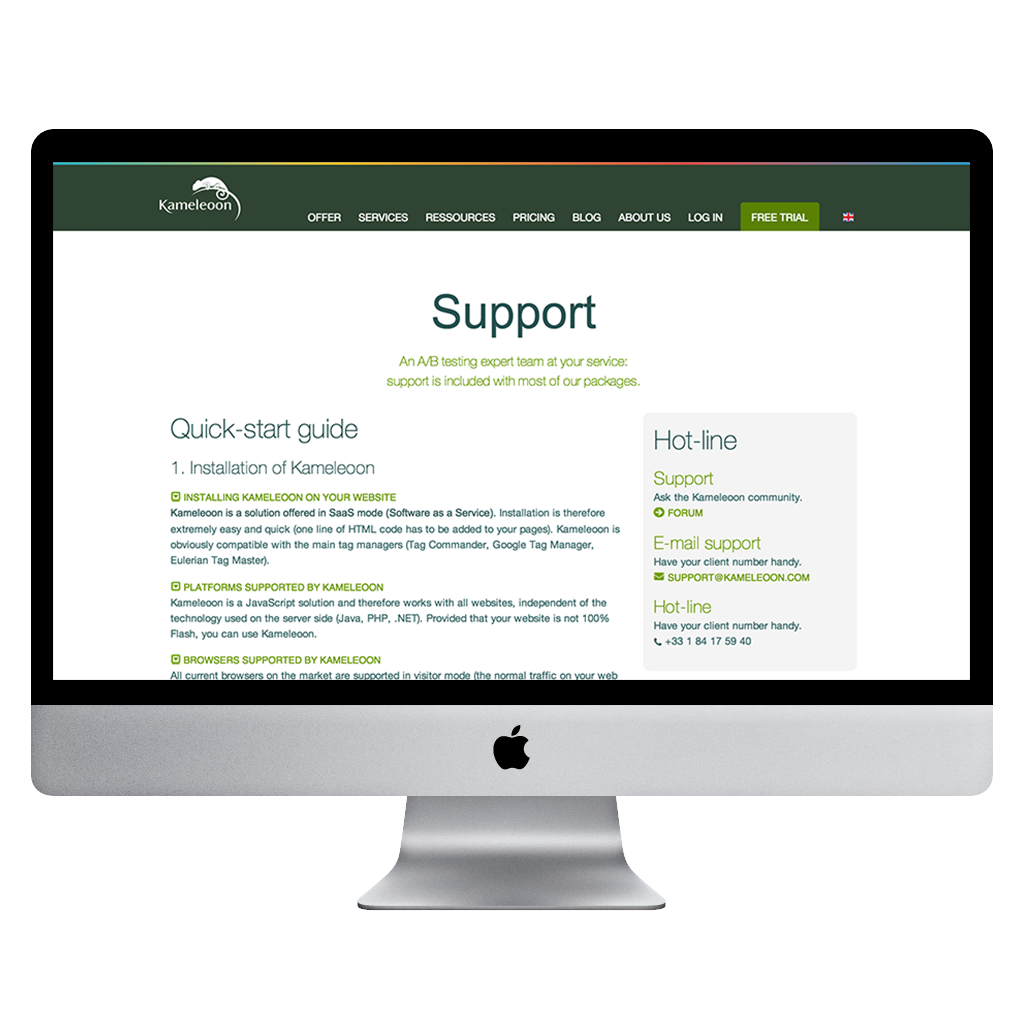 Kameleoon
OFFER SERVICES RESSOURCES PRICING BLOG ABOUT US LOG IN FREE TRIAL
Support
An A/B testing expert team at your service:
support is included with most of our packages.
Quick-start guide
1. Installation of Kameleoon
INSTALLING KAMELEOON ON YOUR WEBSITE
Kameleoon is a solution offered in SaaS mode (Software as a Service). Installation is therefore
extremely easy and quick (one line of HTML code has to be added to your pages). Kameleoon is
obviously compatible with the main tag managers (Tag Commander, Google Tag Manager,
Eulerian Tag Master).
PLATFORMS SUPPORTED BY KAMELEOON
Kameleoon is a JavaScript solution and therefore works with all websites, independent of the
technology used on the server side (Java, PHP, .NET). Provided that your website is not 100%
Flash, you can use Kameleoon.
BROWSERS SUPPORTED BY KAMELEOON
All current browsers on the market are supported in visitor mode (the normal traffic on your web
Hot-line
Support
Ask the Kameleoon community.
FORUM
E-mail support
Have your client number handy.
SUPPORT@KAMELEOON.COM
Hot-line
Have your client number handy.
+33 1 84 17 59 40